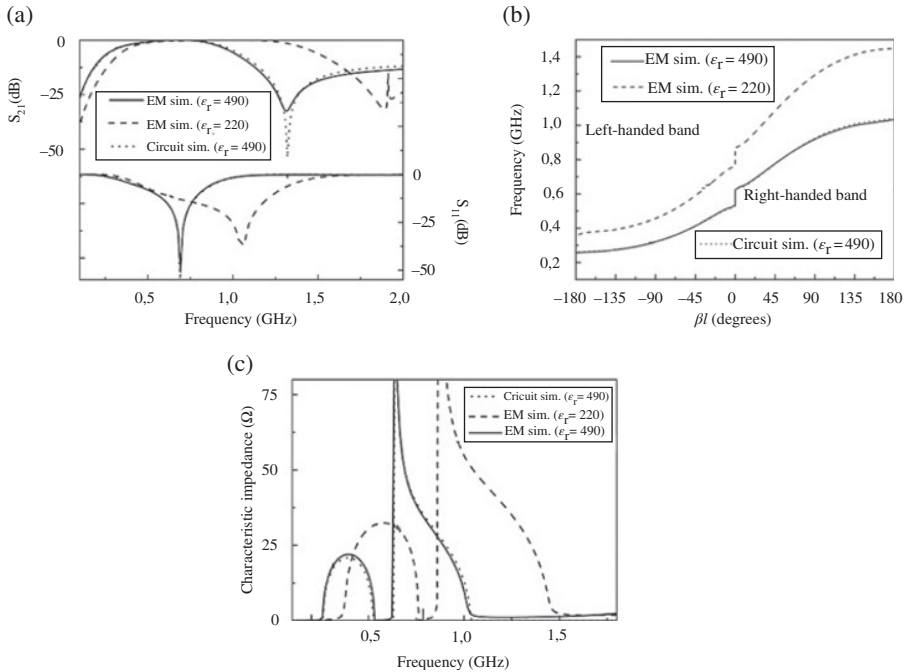 (a)
0
−25
−50
S21(dB)
EM sim. (εr = 490)
EM sim. (εr = 220)
Circuit sim. (εr = 490)
0
−25
−50
S11(dB)
0,5
1,0
1,5
2,0
Frequency (GHz)
(b)
1,4
1,2
1,0
0,8
0,6
0,4
0,2
Frequency (GHz)
EM sim. (εr = 490)
EM sim. (εr = 220)
Left-handed band
Right-handed band
Circuit sim. (εr = 490)
−180 −135 −90 −45 0 45 90 135 180
βl (degrees)
(c)
75
50
25
0
Characteristic impedance (Ω)
Cricuit sim. (εr = 490)
EM sim. (εr = 220)
EM sim. (εr = 490)
0,5
1,0
1,5
Frequency (GHz)